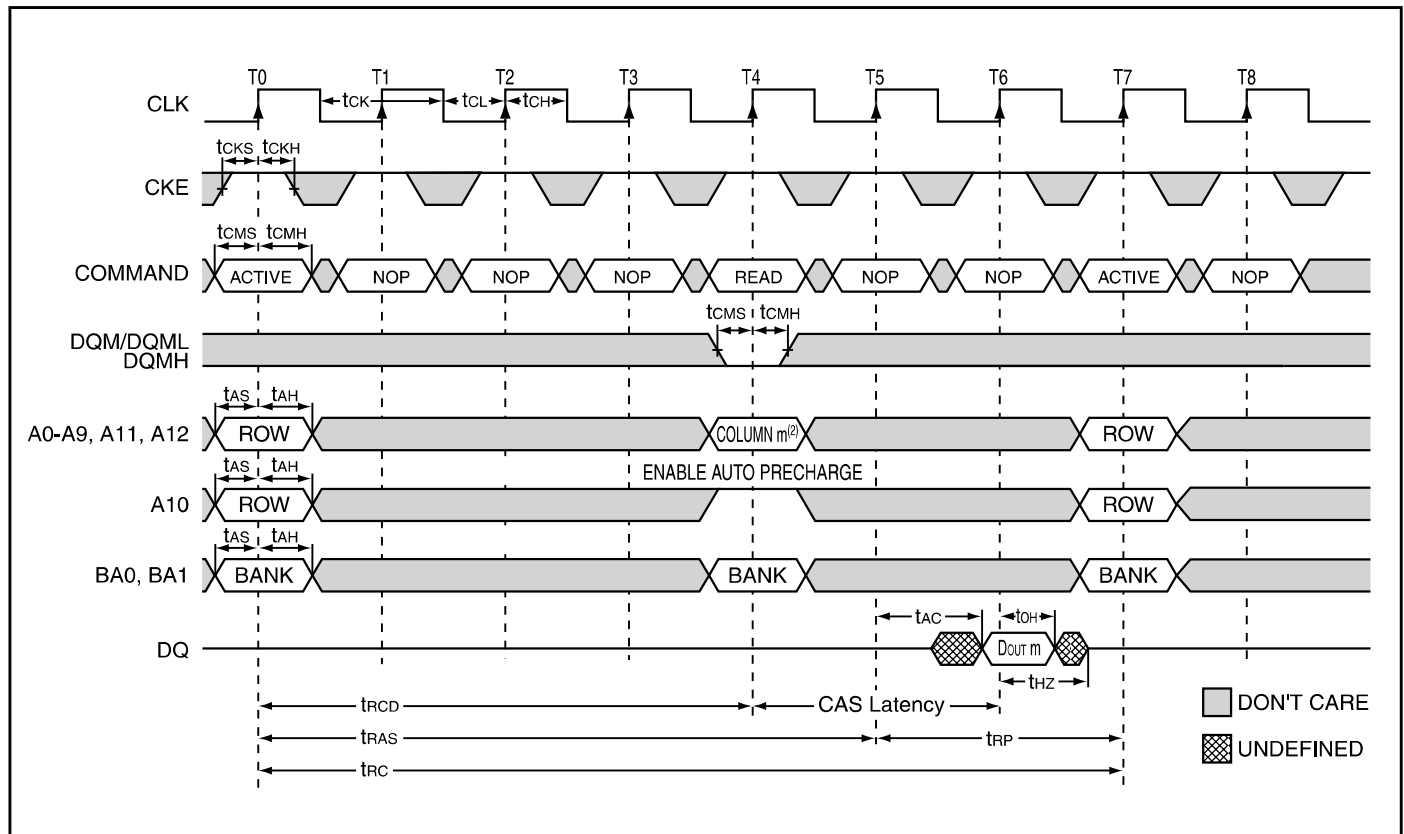 T0 T1 T2 T3 T4 T5 T6 T7 T8
CLK
tCK tCL tCH
tCKS tCKH
CKE
tCMS tCMH
COMMAND
ACTIVE NOP NOP NOP READ NOP NOP ACTIVE NOP
tCMS tCMH
DQM/DQML
DQMH
tAS tAH
A0-A9, A11, A12
ROW COLUMN m(2) ROW
tAS tAH
ENABLE AUTO PRECHARGE
A10
ROW ROW
tAS tAH
BA0, BA1
BANK BANK BANK
tAC tOH
DQ
DOUT m
tHZ
tRCD CAS Latency
DON'T CARE
tRAS tRP
UNDEFINED
tRC